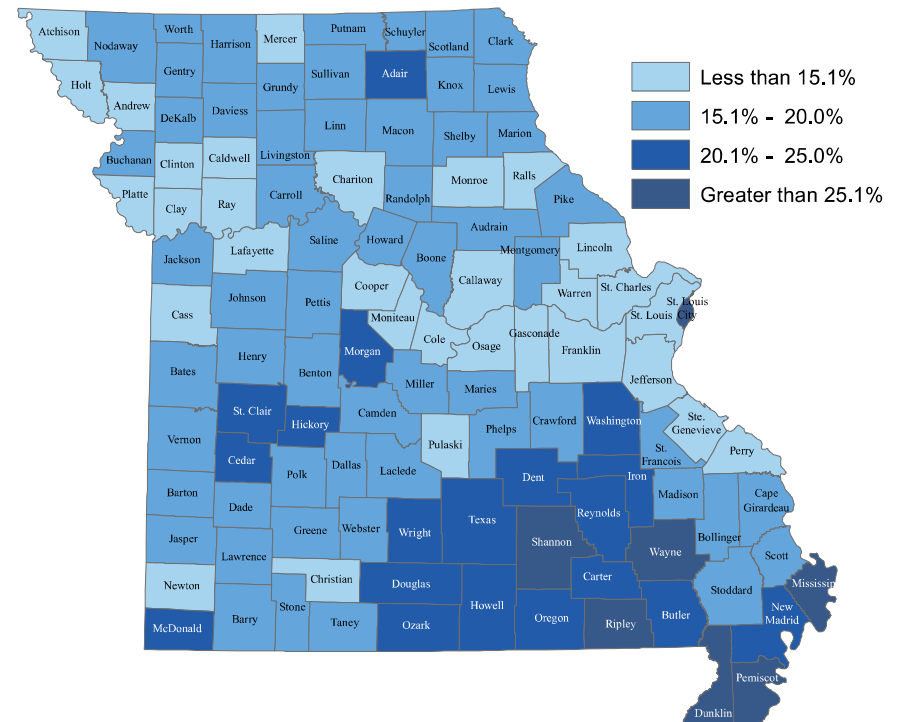 Atchison
Nodaway
Worth
Harrison
Mercer
Putnam
Schuyler
Scotland
Clark
Gentry
Holt
Andrew
Sullivan
Adair
Grundy
Knox
Lewis
DeKalb
Daviess
Linn
Macon
Shelby
Marion
Buchanan
Clinton
Caldwell
Livingston
Chariton
Monroe
Ralls
Platte
Clay
Ray
Carroll
Randolph
Pike
Audrain
Jackson
Lafayette
Saline
Howard
Boone
Montgomery
Lincoln
Callaway
Cass
Johnson
Pettis
Cooper
Warren
St. Charles
St. Louis
St. Louis
City
Moniteau
Cole
Osage
Gasconade
Franklin
Bates
Henry
Benton
Morgan
Miller
Maries
Jefferson
St. Clair
Hickory
Camden
Pulaski
Phelps
Crawford
Washington
Ste.
Genevieve
Vernon
Cedar
Polk
Dallas
Laclede
Dent
Iron
St.
Francois
Perry
Barton
Dade
Greene
Webster
Wright
Texas
Reynolds
Madison
Bollinger
Cape
Girardeau
Jasper
Lawrence
Shannon
Wayne
Scott
Newton
Christian
Douglas
Howell
Carter
Stoddard
Mississip
McDonald
Barry
Stone
Taney
Ozark
Oregon
Ripley
Butler
New
Madrid
Dunklin
Pemiscot
Less than 15.1%
15.1% - 20.0%
20.1% - 25.0%
Greater than 25.1%